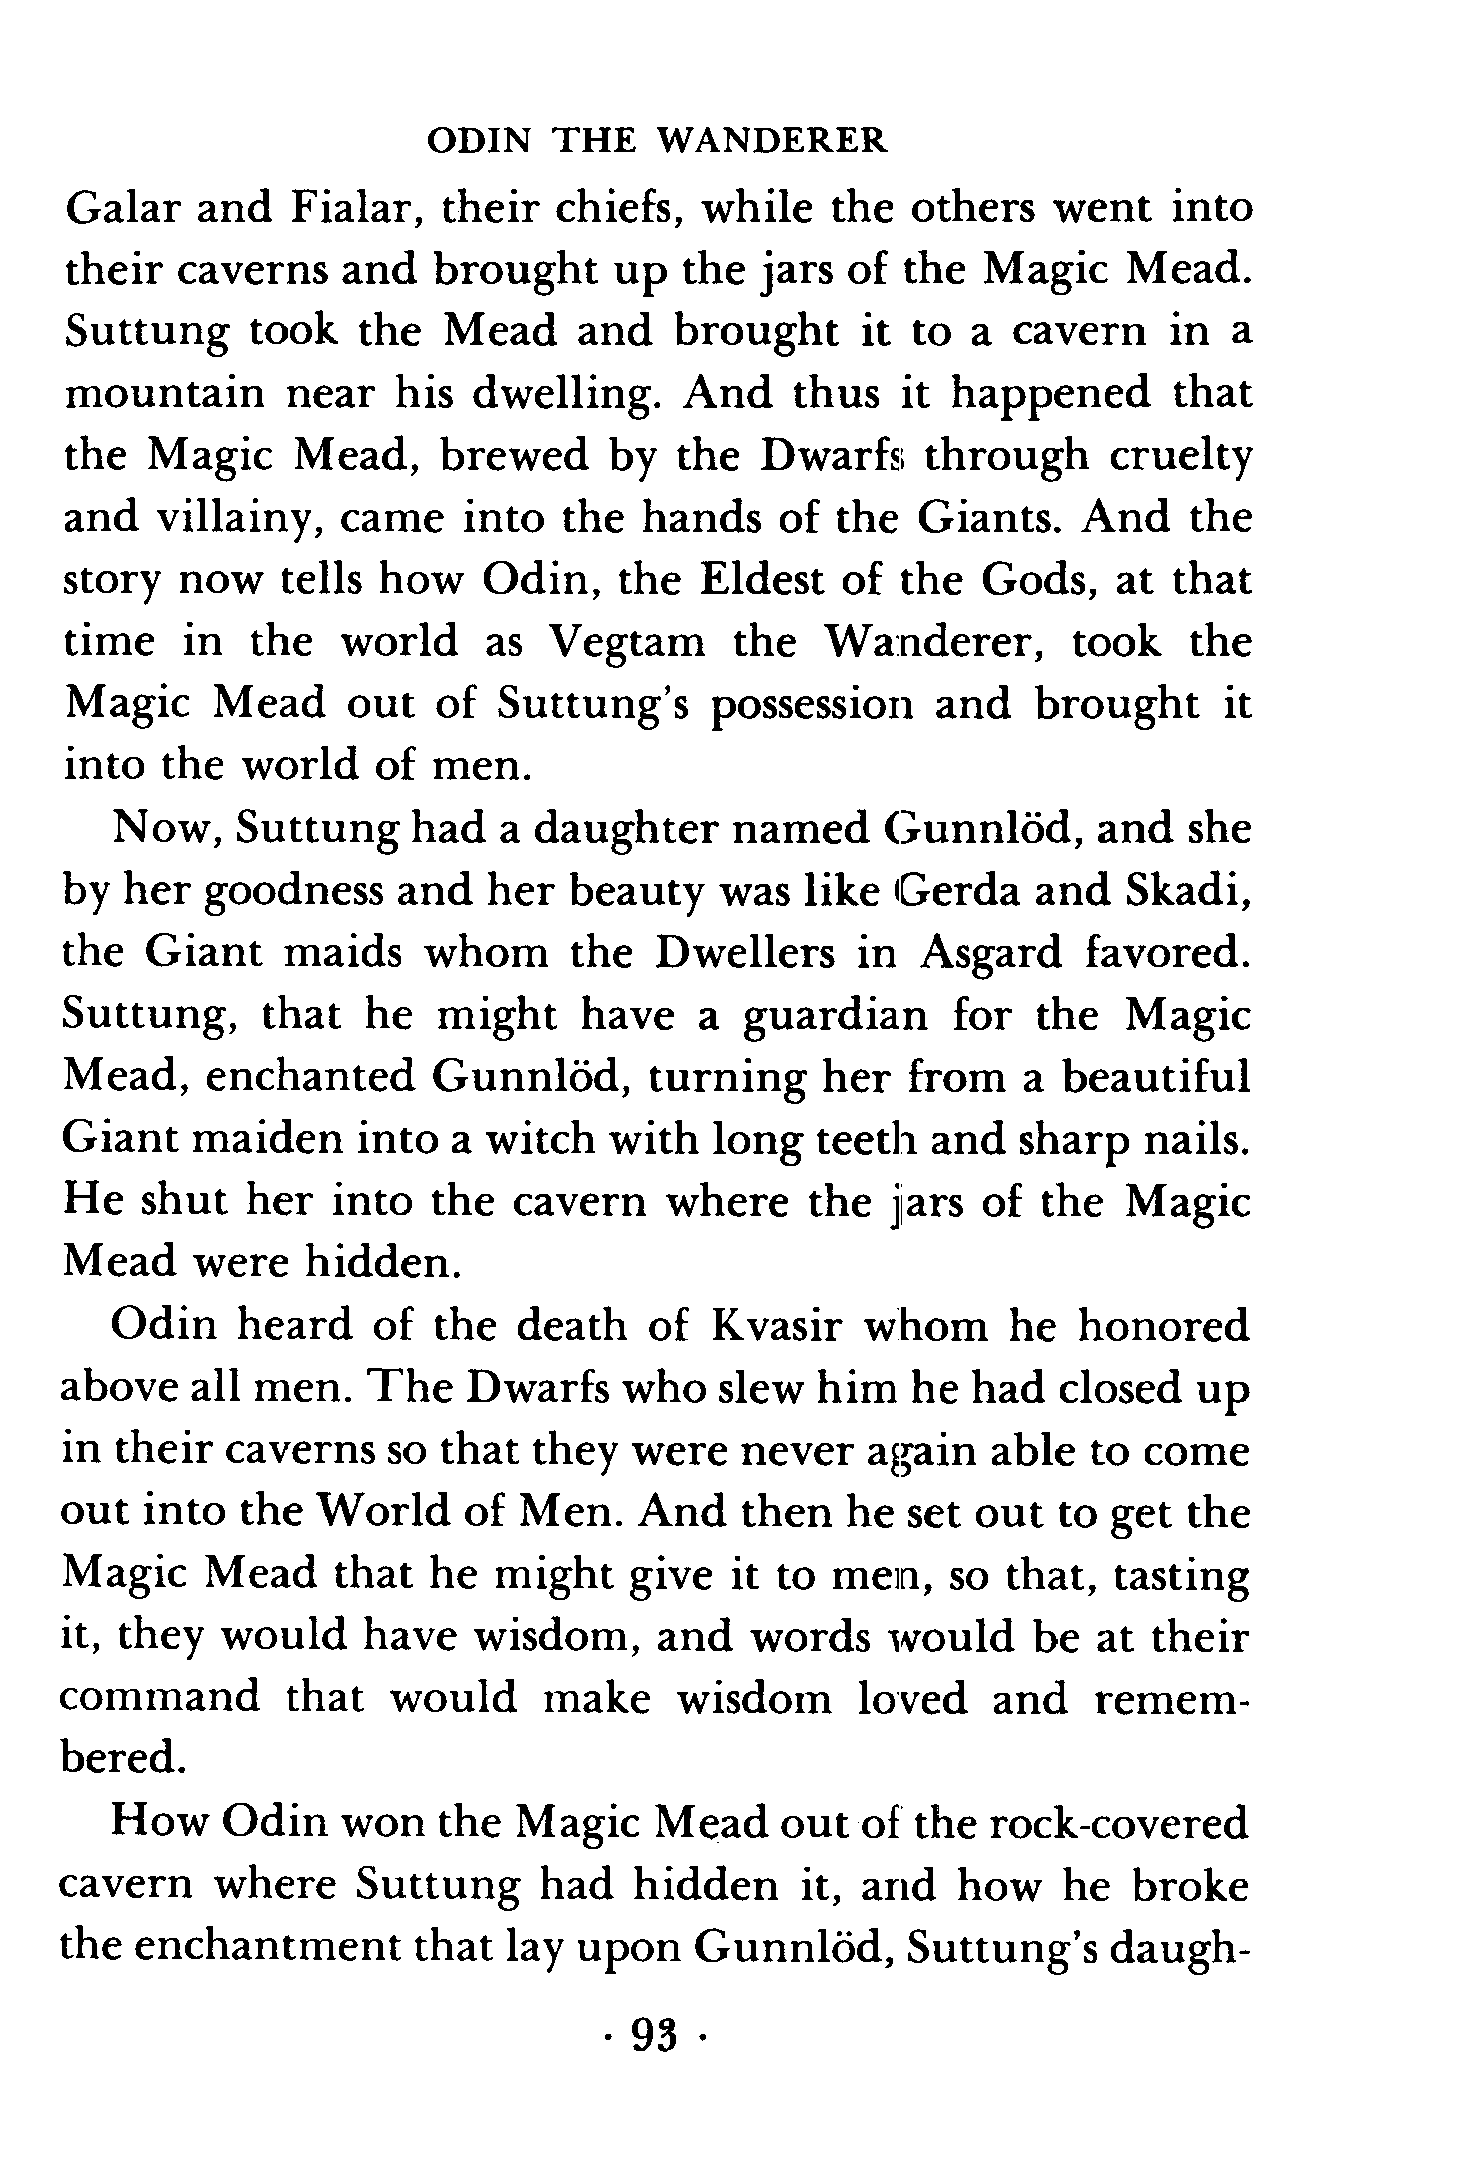 ODIN THE WANDERER
Galar and Fialar, their chiefs, while the others went into
their caverns and brought up the jars of the Magic Mead.
Suttung took the Mead and brought it to a cavern in a
mountain near his dwelling. And thus it happened that
the Magic Mead, brewed by the Dwarfs through cruelty
and villainy, came into the hands of the Giants. And the
story now tells how Odin, the Eldest of the Gods, at that
time in the world as Vegtam the Wanderer, took the
Magic Mead out of Suttung's possession and brought it
into the world of men.
Now, Suttung had a daughter named Gunnlöd, and she
by her goodness and her beauty was like Gerda and Skadi,
the Giant maids whom the Dwellers in Asgard favored.
Suttung, that he might have a guardian for the Magic
Mead, enchanted Gunnlöd, turning her from a beautiful
Giant maiden into a witch with long teeth and sharp nails.
He shut her into the cavern where the jars of the Magic
Mead were hidden.
Odin heard of the death of Kvasir whom he honored
above all men. The Dwarfs who slew him he had closed up
in their caverns so that they were never again able to come
out into the World of Men. And then he set out to get the
Magic Mead that he might give it to men, so that, tasting
it, they would have wisdom, and words would be at their
command that would make wisdom loved and remem-
bered.
How Odin won the Magic Mead out of the rock-covered
cavern where Suttung had hidden it, and how he broke
the enchantment that lay upon Gunnlöd, Suttung's daugh-
· 93 ·